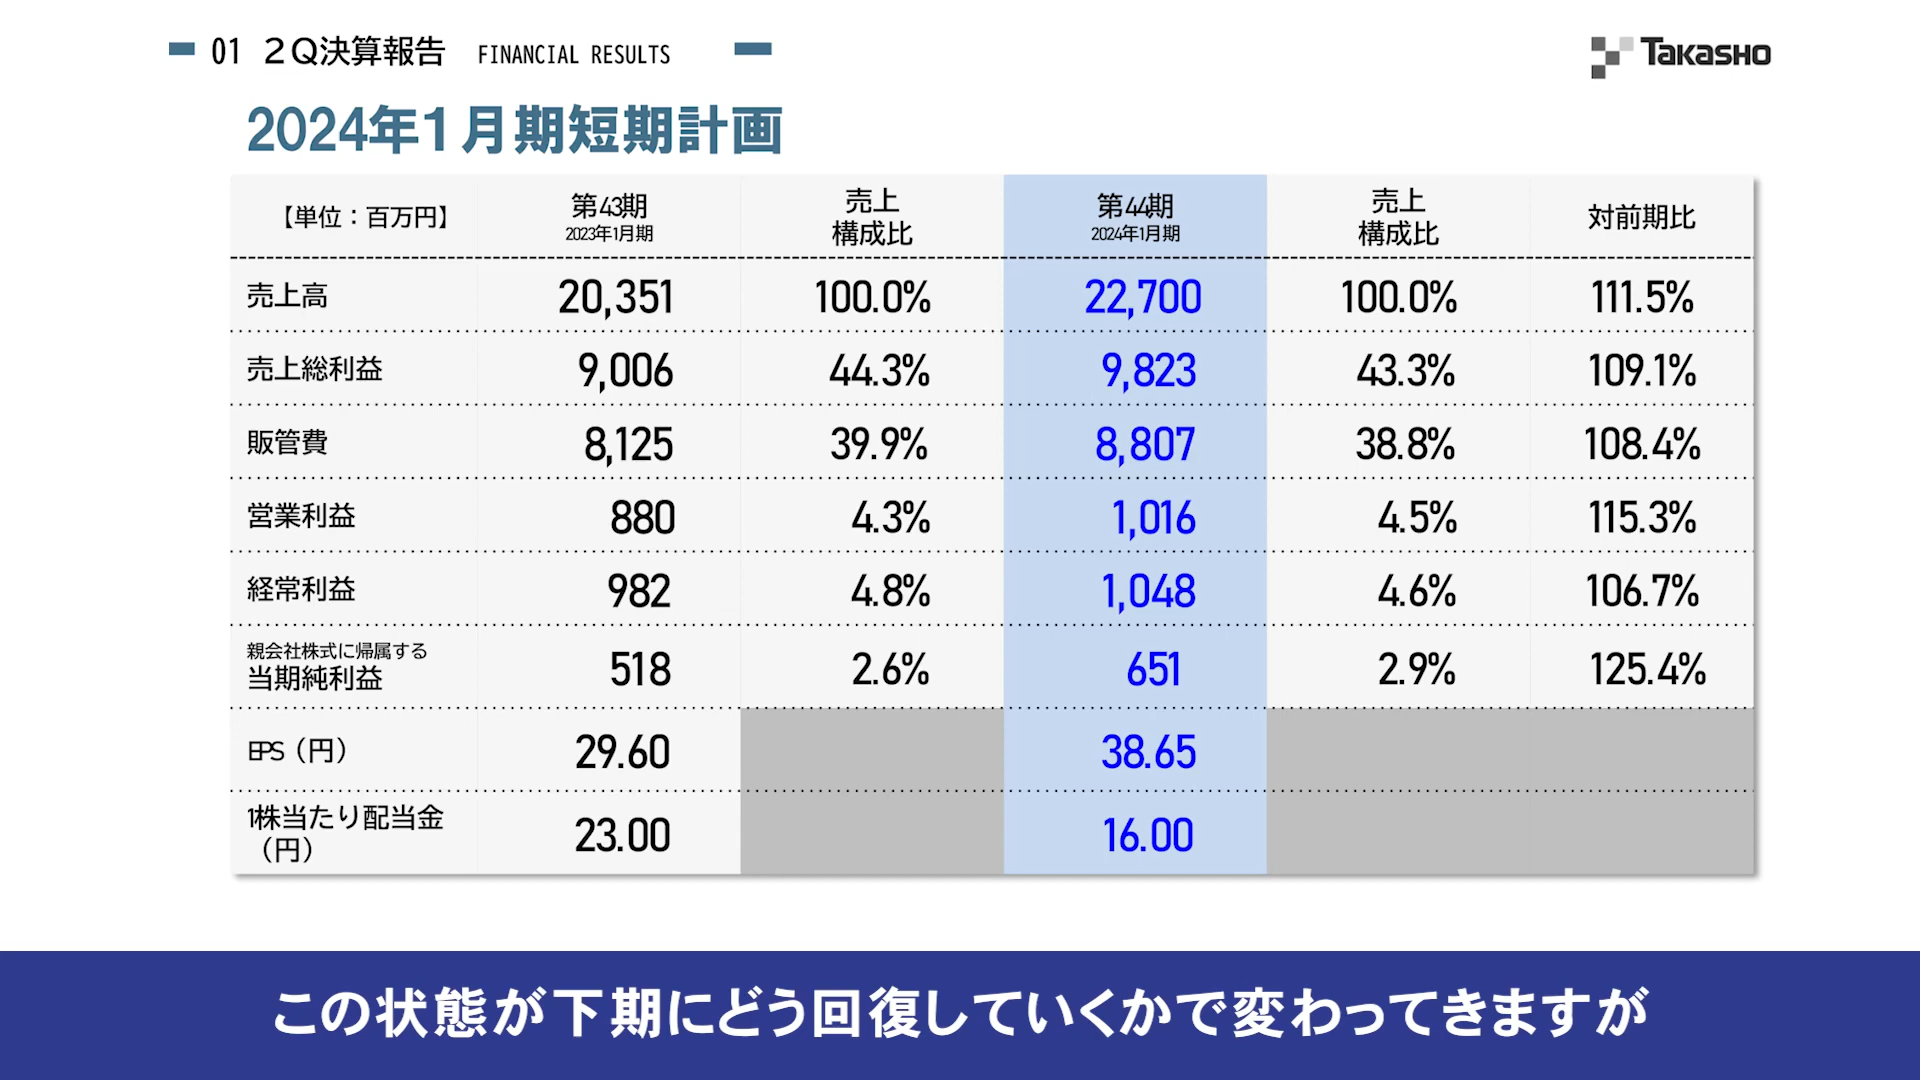 01 2Q決算報告 FINANCIAL RESULTS
Takasho
2024年1月期短期計画
【単位：百万円】 第43期 2023年1月期 売上構成比 第44期 2024年1月期 売上構成比 対前期比
売上高 20,351 100.0% 22,700 100.0% 111.5%
売上総利益 9,006 44.3% 9,823 43.3% 109.1%
販管費 8,125 39.9% 8,807 38.8% 108.4%
営業利益 880 4.3% 1,016 4.5% 115.3%
経常利益 982 4.8% 1,048 4.6% 106.7%
親会社株式に帰属する
当期純利益 518 2.6% 651 2.9% 125.4%
EPS（円） 29.60 38.65
1株当たり配当金
（円） 23.00 16.00
この状態が下期にどう回復していくかで変わってきますが